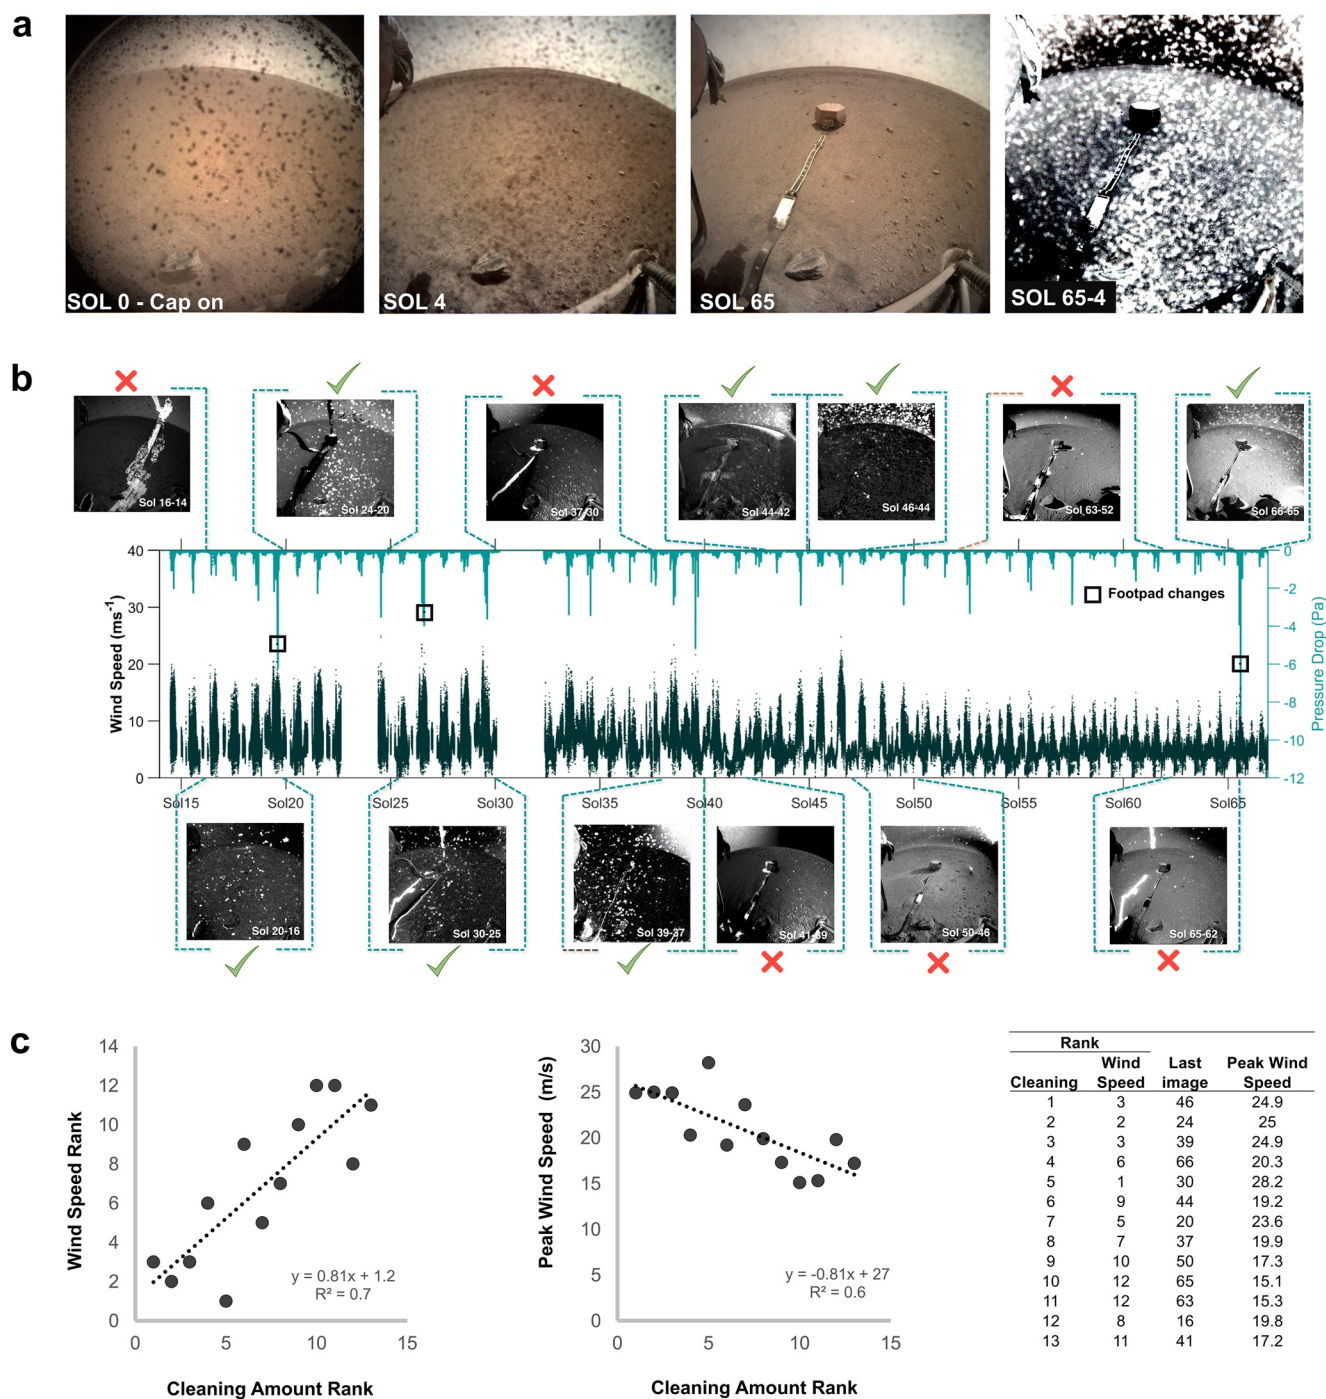 a
SOL 0 - Cap on
SOL 4
SOL 65
SOL 65-4
b
Sol 16-14
Sol 24-20
Sol 37-30
Sol 44-42
Sol 46-44
Sol 63-52
Sol 66-65
40
30
20
10
0
Wind Speed (ms⁻¹)
Footpad changes
0
-2
-4
-6
-8
-10
-12
Pressure Drop (Pa)
Sol15
Sol20
Sol25
Sol30
Sol35
Sol40
Sol45
Sol50
Sol55
Sol60
Sol65
Sol 20-16
Sol 30-25
Sol 39-37
Sol 41-39
Sol 50-46
Sol 65-62
c
14
12
10
8
6
4
2
0
Wind Speed Rank
y = 0.81x + 1.2
R² = 0.7
0 5 10 15
Cleaning Amount Rank
30
25
20
15
10
5
0
Peak Wind Speed (m/s)
y = -0.81x + 27
R² = 0.6
0 5 10 15
Cleaning Amount Rank
Rank
Wind Last Peak Wind
Cleaning Speed image Speed
1 3 46 24.9
2 2 24 25
3 3 39 24.9
4 6 66 20.3
5 1 30 28.2
6 9 44 19.2
7 5 20 23.6
8 7 37 19.9
9 10 50 17.3
10 12 65 15.1
11 12 63 15.3
12 8 16 19.8
13 11 41 17.2